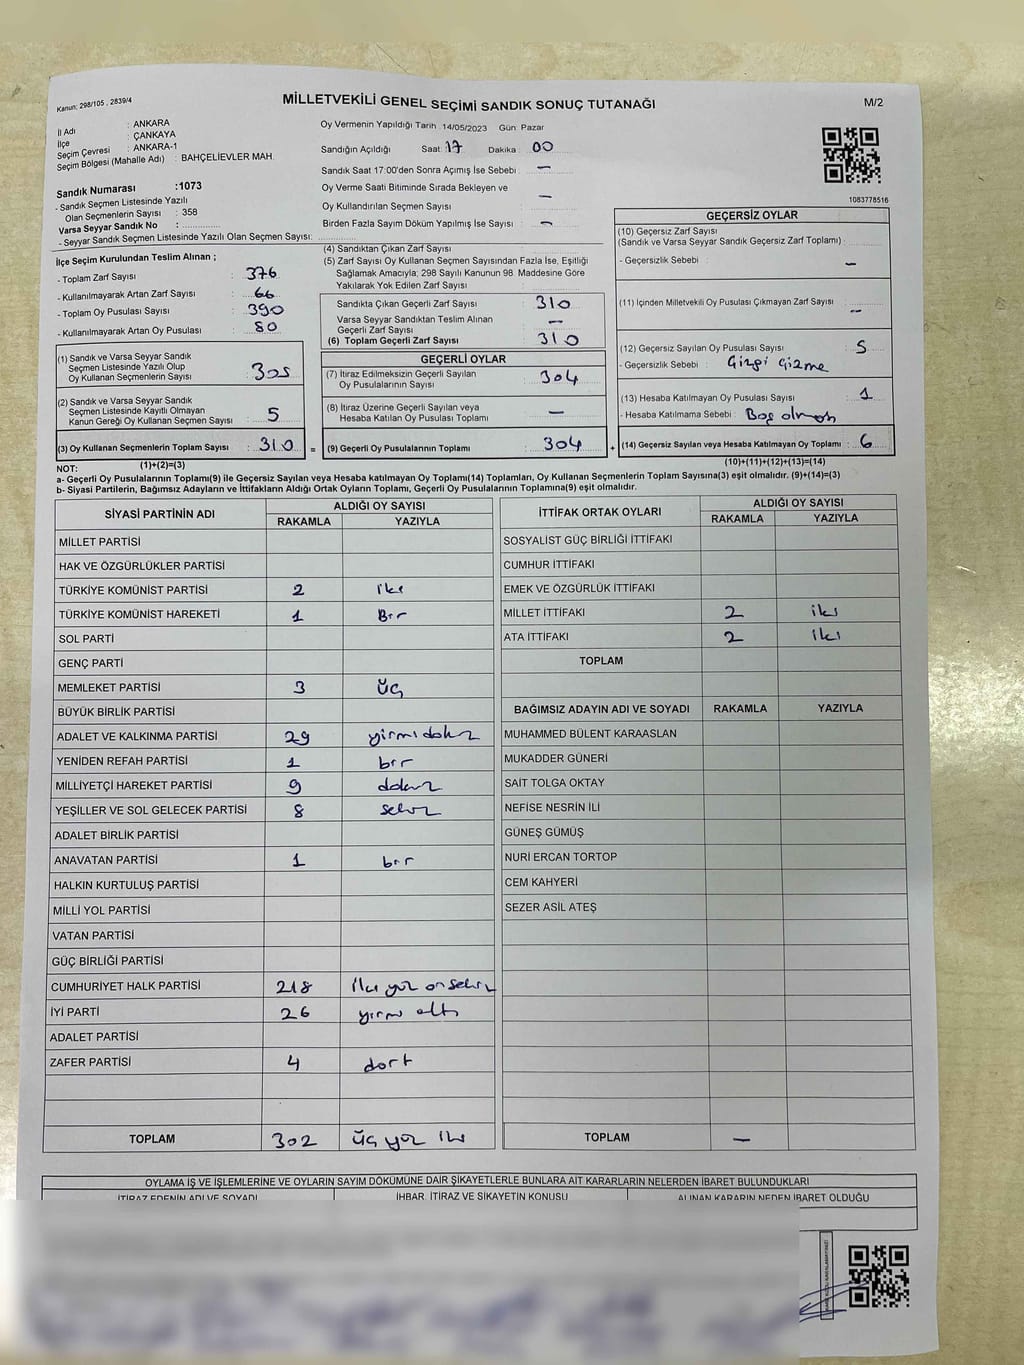 Kanun: 298/105 , 2839/4
MİLLETVEKİLİ GENEL SEÇİMİ SANDIK SONUÇ TUTANAĞI
M/2
İl Adı : ANKARA
İlçe : ÇANKAYA
Seçim Çevresi : ANKARA-1
Seçim Bölgesi (Mahalle Adı) : BAHÇELİEVLER MAH.
Sandık Numarası :1073
- Sandık Seçmen Listesinde Yazılı
Olan Seçmenlerin Sayısı : 358
Varsa Seyyar Sandık No :
- Seyyar Sandık Seçmen Listesinde Yazılı Olan Seçmen Sayısı:
Oy Vermenin Yapıldığı Tarih 14/05/2023 Gün: Pazar
Sandığın Açıldığı Saat: 17 Dakika : 00
Sandık Saat 17:00'den Sonra Açımış İse Sebebi : -
Oy Verme Saati Bitiminde Sırada Bekleyen ve
Oy Kullandırılan Seçmen Sayısı -
Birden Fazla Sayım Döküm Yapılmış İse Sayısı : -
1083778516
İlçe Seçim Kurulundan Teslim Alınan ;
- Toplam Zarf Sayısı : 376
- Kullanılmayarak Artan Zarf Sayısı : 66
- Toplam Oy Pusulası Sayısı : 390
- Kullanılmayarak Artan Oy Pusulası : 80
(1) Sandık ve Varsa Seyyar Sandık
Seçmen Listesinde Yazılı Olup
Oy Kullanan Seçmenlerin Sayısı : 305
(2) Sandık ve Varsa Seyyar Sandık
Seçmen Listesinde Kayıtlı Olmayan
Kanun Gereği Oy Kullanan Seçmen Sayısı : 5
(3) Oy Kullanan Seçmenlerin Toplam Sayısı : 310
(4) Sandıktan Çıkan Zarf Sayısı :
(5) Zarf Sayısı Oy Kullanan Seçmen Sayısından Fazla İse, Eşitliği
Sağlamak Amacıyla; 298 Sayılı Kanunun 98. Maddesine Göre
Yakılarak Yok Edilen Zarf Sayısı :
Sandıkta Çıkan Geçerli Zarf Sayısı : 310
Varsa Seyyar Sandıktan Teslim Alınan
Geçerli Zarf Sayısı : -
(6) Toplam Geçerli Zarf Sayısı : 310
GEÇERLİ OYLAR
(7) İtiraz Edilmeksizin Geçerli Sayılan
Oy Pusulalarının Sayısı : 304
(8) İtiraz Üzerine Geçerli Sayılan veya
Hesaba Katılan Oy Pusulası Toplamı : -
= (9) Geçerli Oy Pusulalarının Toplamı : 304
GEÇERSİZ OYLAR
(10) Geçersiz Zarf Sayısı
(Sandık ve Varsa Seyyar Sandık Geçersiz Zarf Toplamı) :
- Geçersizlik Sebebi : -
(11) İçinden Milletvekili Oy Pusulası Çıkmayan Zarf Sayısı : -
(12) Geçersiz Sayılan Oy Pusulası Sayısı : 5
- Geçersizlik Sebebi : Çizgi Çizme
(13) Hesaba Katılmayan Oy Pusulası Sayısı : 1
- Hesaba Katılmama Sebebi : Boş olması
+ (14) Geçersiz Sayılan veya Hesaba Katılmayan Oy Toplamı : 6
NOT: (1)+(2)=(3)
(10)+(11)+(12)+(13)=(14)
a- Geçerli Oy Pusulalarının Toplamı(9) ile Geçersiz Sayılan veya Hesaba katılmayan Oy Toplamı(14) Toplamları, Oy Kullanan Seçmenlerin Toplam Sayısına(3) eşit olmalıdır. (9)+(14)=(3)
b- Siyasi Partilerin, Bağımsız Adayların ve İttifakların Aldığı Ortak Oyların Toplamı, Geçerli Oy Pusulalarının Toplamına(9) eşit olmalıdır.
SİYASİ PARTİNİN ADI ALDIĞI OY SAYISI
RAKAMLA YAZIYLA
MİLLET PARTİSİ
HAK VE ÖZGÜRLÜKLER PARTİSİ
TÜRKİYE KOMÜNİST PARTİSİ 2 iki
TÜRKİYE KOMÜNİST HAREKETİ 1 Bir
SOL PARTİ
GENÇ PARTİ
MEMLEKET PARTİSİ 3 üç
BÜYÜK BİRLİK PARTİSİ
ADALET VE KALKINMA PARTİSİ 29 yirmidokuz
YENİDEN REFAH PARTİSİ 1 bir
MİLLİYETÇİ HAREKET PARTİSİ 9 dokuz
YEŞİLLER VE SOL GELECEK PARTİSİ 8 sekiz
ADALET BİRLİK PARTİSİ
ANAVATAN PARTİSİ 1 bir
HALKIN KURTULUŞ PARTİSİ
MİLLİ YOL PARTİSİ
VATAN PARTİSİ
GÜÇ BİRLİĞİ PARTİSİ
CUMHURİYET HALK PARTİSİ 218 iki yüz on sekiz
İYİ PARTİ 26 yirmi altı
ADALET PARTİSİ
ZAFER PARTİSİ 4 dort
TOPLAM 302 üç yüz iki
İTTİFAK ORTAK OYLARI ALDIĞI OY SAYISI
RAKAMLA YAZIYLA
SOSYALİST GÜÇ BİRLİĞİ İTTİFAKI
CUMHUR İTTİFAKI
EMEK VE ÖZGÜRLÜK İTTİFAKI
MİLLET İTTİFAKI 2 iki
ATA İTTİFAKI 2 iki
TOPLAM
BAĞIMSIZ ADAYIN ADI VE SOYADI RAKAMLA YAZIYLA
MUHAMMED BÜLENT KARAASLAN
MUKADDER GÜNERİ
SAİT TOLGA OKTAY
NEFİSE NESRİN İLİ
GÜNEŞ GÜMÜŞ
NURİ ERCAN TORTOP
CEM KAHYERİ
SEZER ASİL ATEŞ
TOPLAM -
OYLAMA İŞ VE İŞLEMLERİNE VE OYLARIN SAYIM DÖKÜMÜNE DAİR ŞİKAYETLERLE BUNLARA AİT KARARLARIN NELERDEN İBARET BULUNDUKLARI
İTİRAZ EDENİN ADI VE SOYADI İHBAR, İTİRAZ VE ŞİKAYETİN KONUSU ALINAN KARARIN NEDEN İBARET OLDUĞU